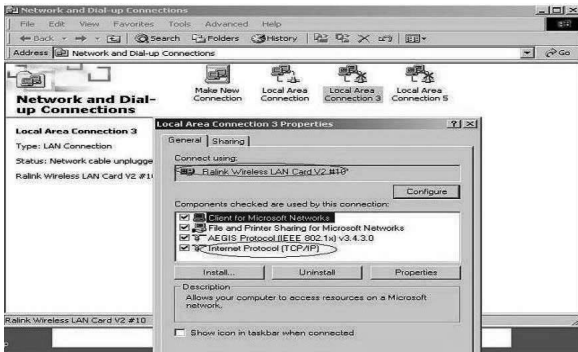 Network and Dial-up Connections
File Edit View Favorites Tools Advanced Help
Back Search Folders History
Address Network and Dial-up Connections Go
Network and Dial-
up Connections
Local Area Connection 3
Type: LAN Connection
Status: Network cable unplugge
Ralink Wireless LAN Card V2 #1
Make New
Connection
Local Area
Connection
Local Area
Connection 3
Local Area
Connection 5
Local Area Connection 3 Properties
General Sharing
Connect using:
Ralink Wireless LAN Card V2 #10
Configure
Components checked are used by this connection:
Client for Microsoft Networks
File and Printer Sharing for Microsoft Networks
AEGIS Protocol (IEEE 802.1x) v3.4.3.0
Internet Protocol (TCP/IP)
Install... Uninstall Properties
Description
Allows your computer to access resources on a Microsoft
network.
Show icon in taskbar when connected
Ralink Wireless LAN Card V2 #10